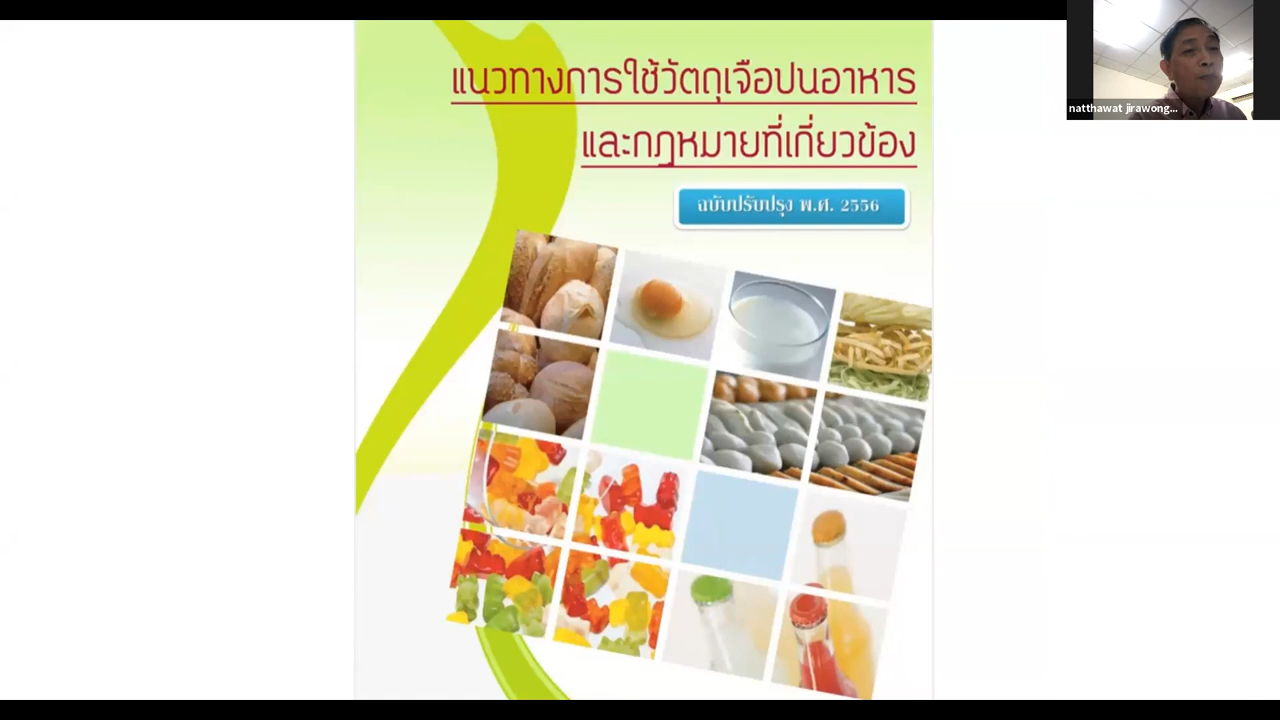 แนวทางการใช้วัตถุเจือปนอาหาร
และกฎหมายที่เกี่ยวข้อง
ฉบับปรับปรุง พ.ศ. 2556
natthawat jirawong...